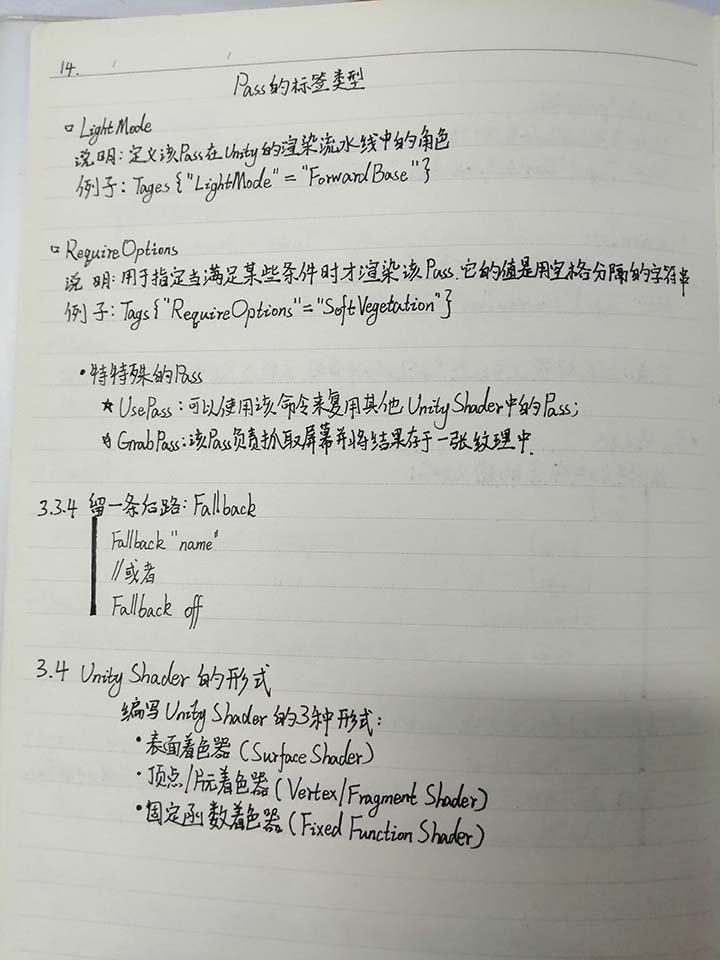 14.
Pass的标签类型
LightMode
说明:定义该Pass在Unity的渲染流水线中的角色
例子:Tages{"LightMode"="ForwardBase"}
RequireOptions
说明:用于指定当满足某些条件时才渲染该Pass.它的值是用空格分隔的字符串
例子:Tags{"RequireOptions"="SoftVegetation"}
•特特殊的Pass
★UsePass:可以使用该命令来复用其他UnityShader中的Pass;
GrabPass:该Pass负责抓取屏幕并将结果存于一张纹理中.
3.3.4 留一条后路:Fallback
Fallback "name"
//或者
Fallback off
3.4 Unity Shader的形式
编写Unity Shader的3种形式:
•表面着色器(Surface Shader)
•顶点/片元着色器(Vertex/Fragment Shader)
•固定函数着色器(Fixed Function Shader)